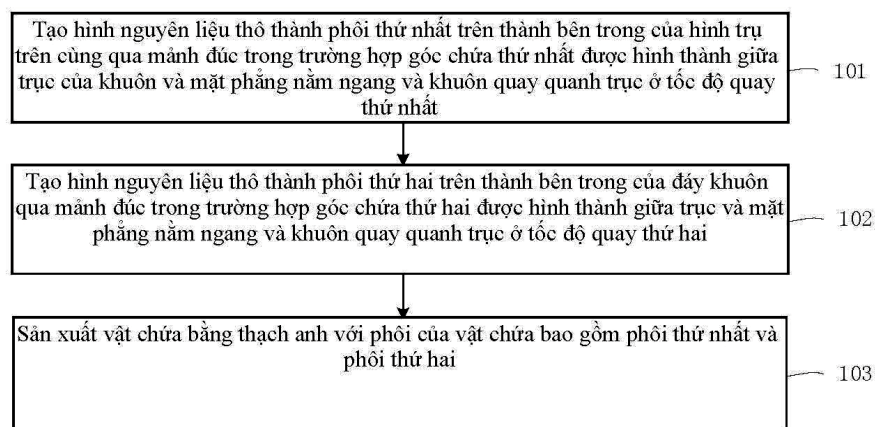 Tạo hình nguyên liệu thô thành phôi thứ nhất trên thành bên trong của hình trụ
trên cùng qua mảnh đúc trong trường hợp góc chứa thứ nhất được hình thành giữa
trục của khuôn và mặt phẳng nằm ngang và khuôn quay quanh trục ở tốc độ quay
thứ nhất
101
Tạo hình nguyên liệu thô thành phôi thứ hai trên thành bên trong của đáy khuôn
qua mảnh đúc trong trường hợp góc chứa thứ hai được hình thành giữa trục và mặt
phẳng nằm ngang và khuôn quay quanh trục ở tốc độ quay thứ hai
102
Sản xuất vật chứa bằng thạch anh với phôi của vật chứa bao gồm phôi thứ nhất và
phôi thứ hai
103